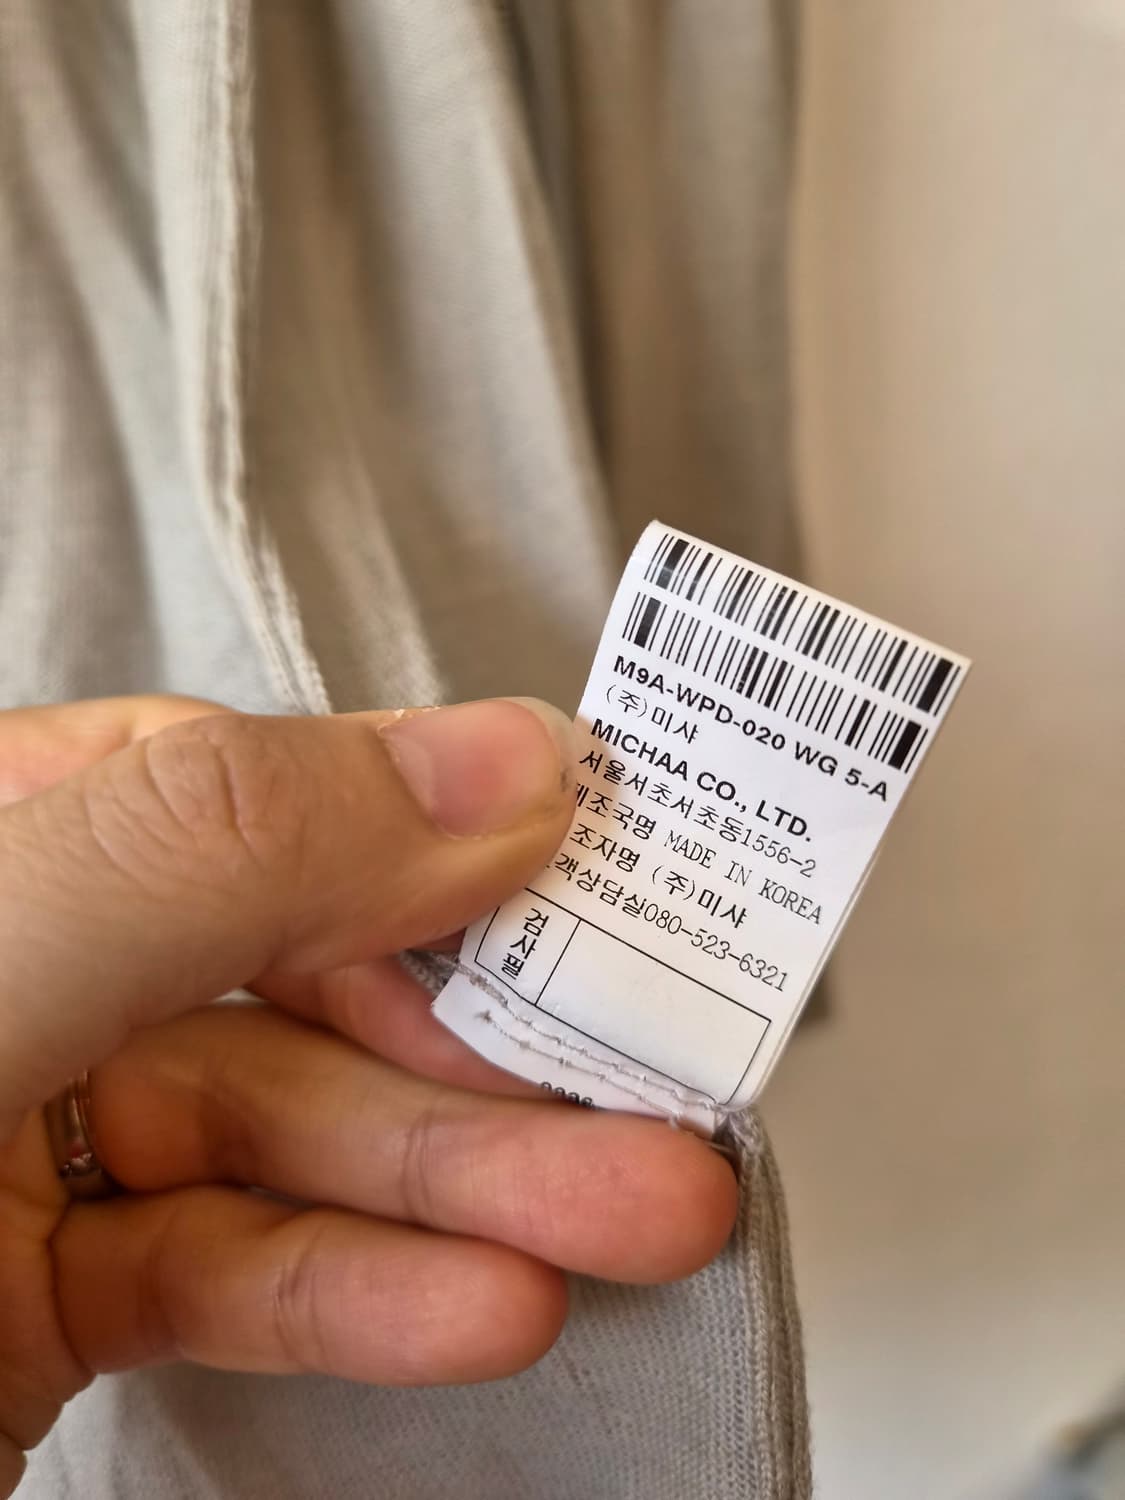 M9A-WPD-020 WG 5-A
(주)미샤
MICHAA CO., LTD.
서울서초서초동1556-2
제조국명 MADE IN KOREA
조자명 (주)미샤
객상담실080-523-6321
검사필